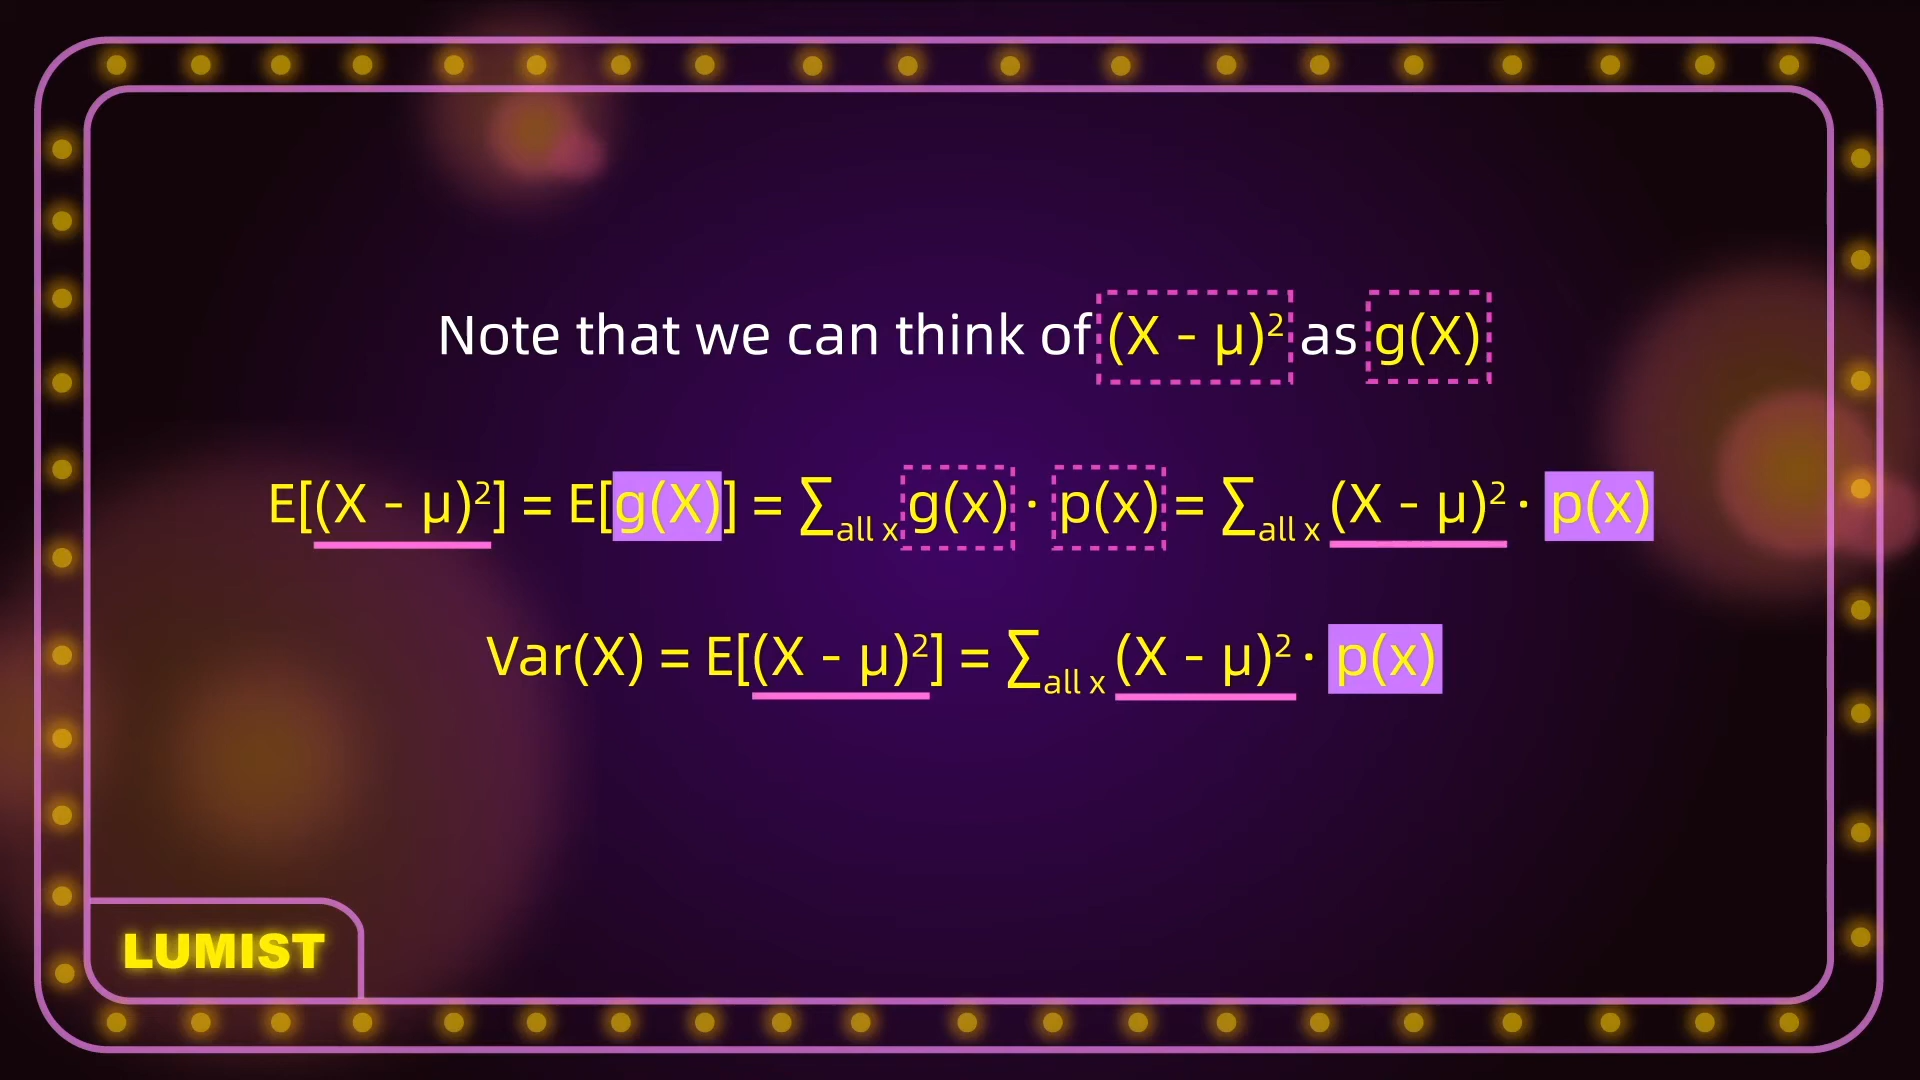 Note that we can think of (X - μ)² as g(X)
E[(X - μ)²] = E[g(X)] = ∑all x g(x) · p(x) = ∑all x (X - μ)² · p(x)
Var(X) = E[(X - μ)²] = ∑all x (X - μ)² · p(x)
LUMIST